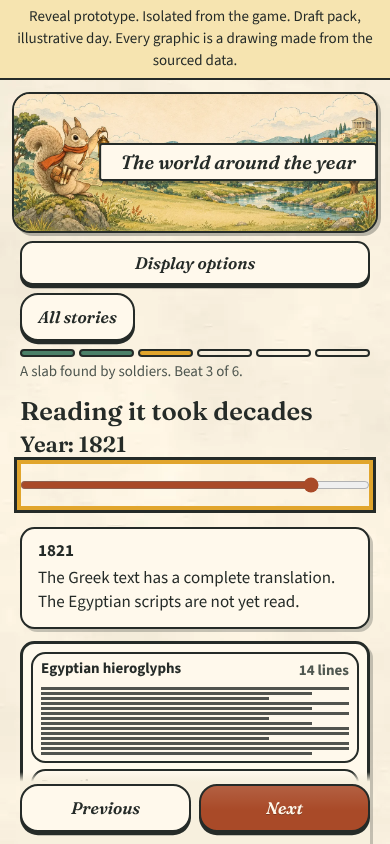 Reveal prototype. Isolated from the game. Draft pack,
illustrative day. Every graphic is a drawing made from the
sourced data.
The world around the year
Display options
All stories
A slab found by soldiers. Beat 3 of 6.
Reading it took decades
Year: 1821
1821
The Greek text has a complete translation.
The Egyptian scripts are not yet read.
Egyptian hieroglyphs
14 lines
Previous
Next